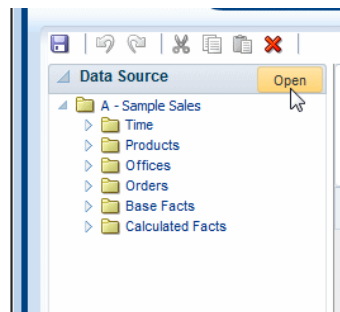 Data Source
Open
A - Sample Sales
Time
Products
Offices
Orders
Base Facts
Calculated Facts